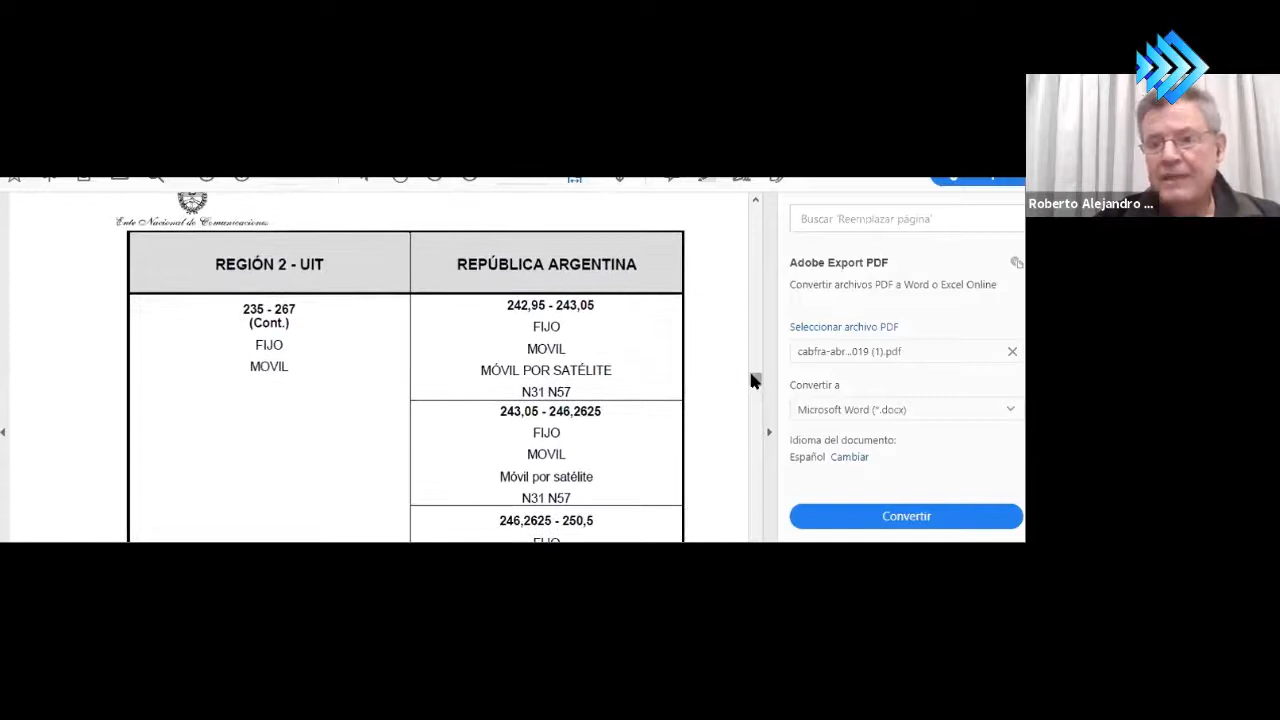 Ente Nacional de Comunicaciones
REGIÓN 2 - UIT
REPÚBLICA ARGENTINA
235 - 267
(Cont.)
FIJO
MOVIL
242,95 - 243,05
FIJO
MOVIL
MÓVIL POR SATÉLITE
N31 N57
243,05 - 246,2625
FIJO
MOVIL
Móvil por satélite
N31 N57
246,2625 - 250,5
FIJO
Buscar 'Reemplazar página'
Adobe Export PDF
Convertir archivos PDF a Word o Excel Online
Seleccionar archivo PDF
cabfra-abr...019 (1).pdf
Convertir a
Microsoft Word (*.docx)
Idioma del documento:
Español Cambiar
Convertir
Roberto Alejandro ...